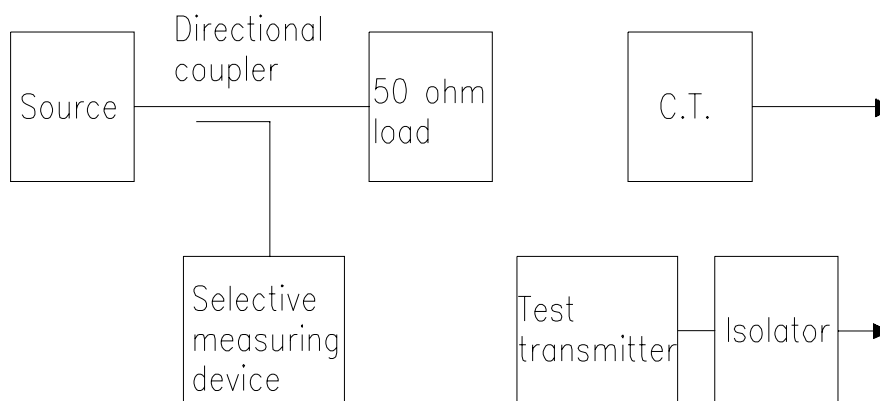 Directional
coupler
Source
50 ohm
load
C.T.
Selective
measuring
device
Test
transmitter
Isolator